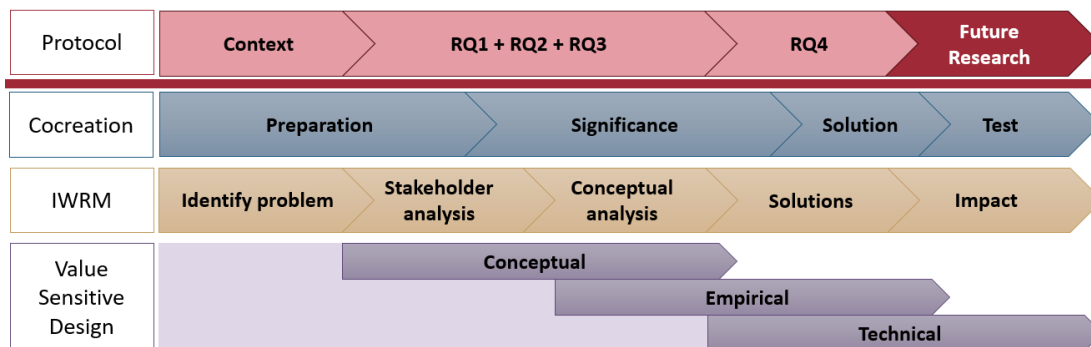 Protocol
Context
RQ1 + RQ2 + RQ3
RQ4
Future
Research
Cocreation
Preparation
Significance
Solution
Test
IWRM
Identify problem
Stakeholder
analysis
Conceptual
analysis
Solutions
Impact
Value
Sensitive
Design
Conceptual
Empirical
Technical